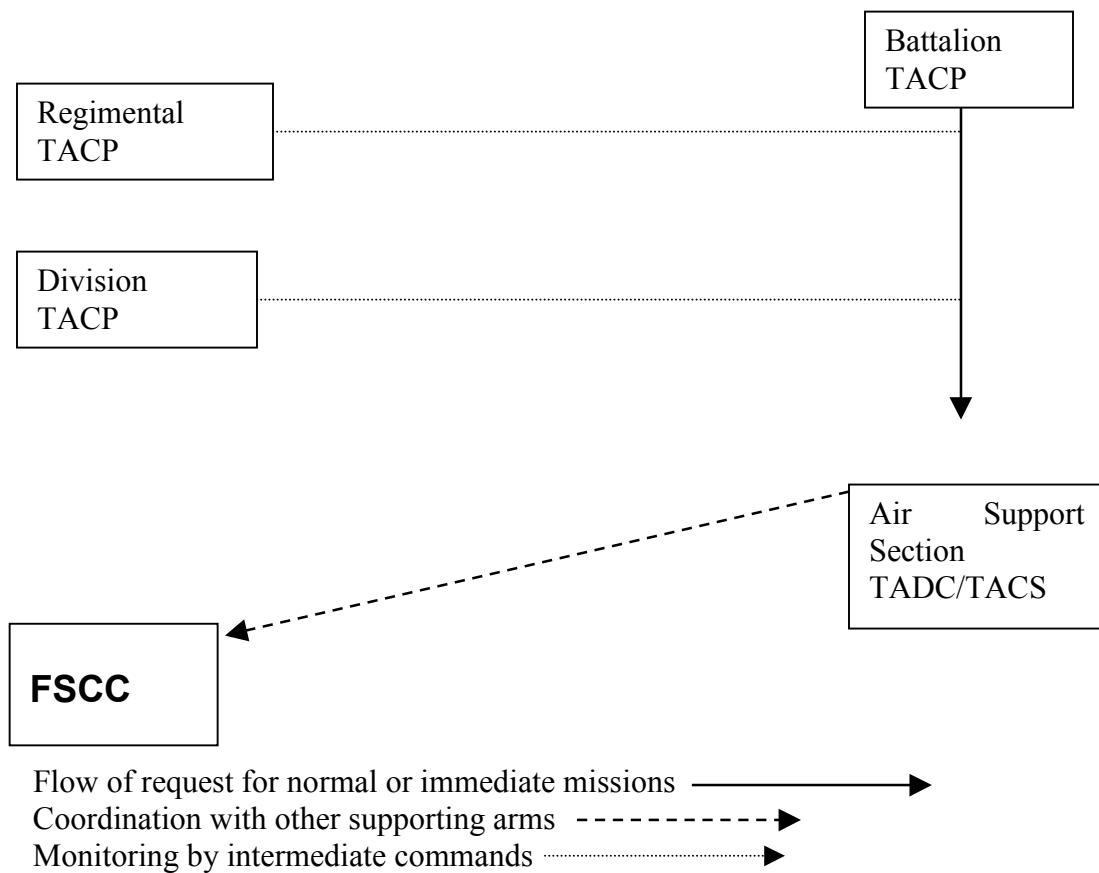 Battalion
TACP
Regimental
TACP
Division
TACP
Air Support
Section
TADC/TACS
FSCC
Flow of request for normal or immediate missions
Coordination with other supporting arms
Monitoring by intermediate commands